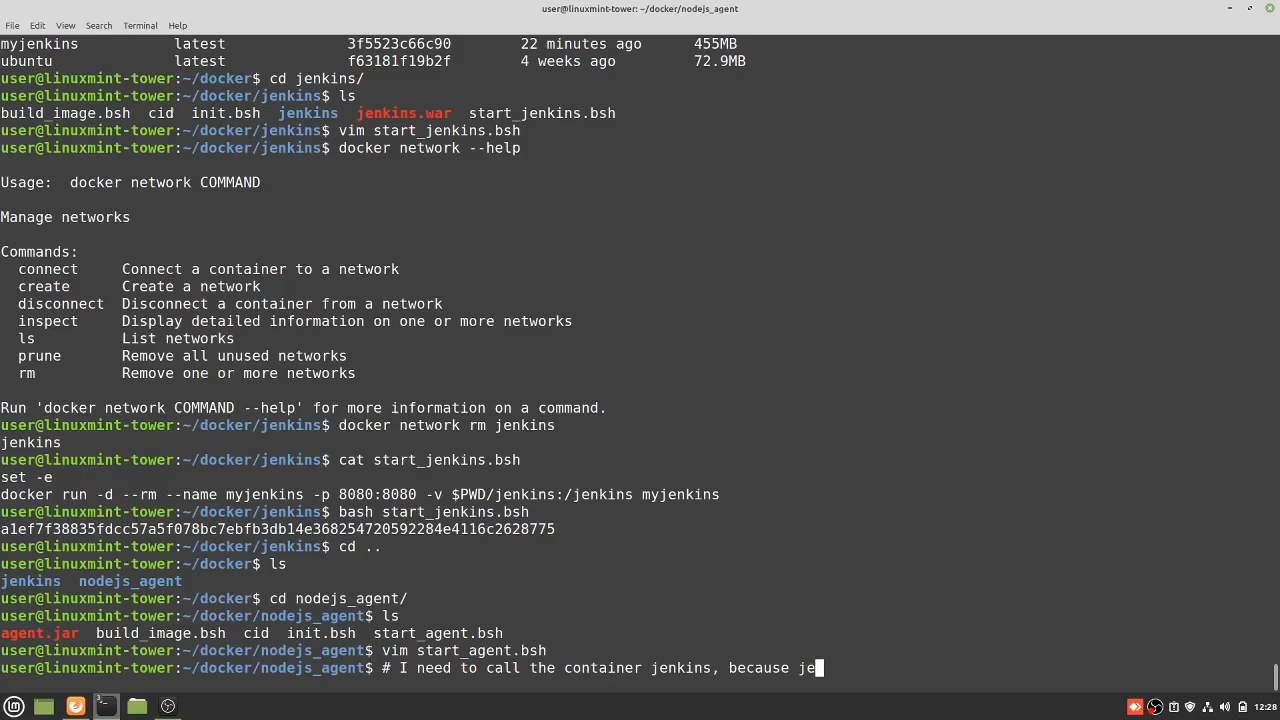 user@linuxmint-tower: ~/docker/nodejs_agent
File Edit View Search Terminal Help
myjenkins latest 3f5523c66c90 22 minutes ago 455MB
ubuntu latest f63181f19b2f 4 weeks ago 72.9MB
user@linuxmint-tower:~/docker$ cd jenkins/
user@linuxmint-tower:~/docker/jenkins$ ls
build_image.bsh cid init.bsh jenkins jenkins.war start_jenkins.bsh
user@linuxmint-tower:~/docker/jenkins$ vim start_jenkins.bsh
user@linuxmint-tower:~/docker/jenkins$ docker network --help
Usage: docker network COMMAND
Manage networks
Commands:
connect Connect a container to a network
create Create a network
disconnect Disconnect a container from a network
inspect Display detailed information on one or more networks
ls List networks
prune Remove all unused networks
rm Remove one or more networks
Run 'docker network COMMAND --help' for more information on a command.
user@linuxmint-tower:~/docker/jenkins$ docker network rm jenkins
jenkins
user@linuxmint-tower:~/docker/jenkins$ cat start_jenkins.bsh
set -e
docker run -d --rm --name myjenkins -p 8080:8080 -v $PWD/jenkins:/jenkins myjenkins
user@linuxmint-tower:~/docker/jenkins$ bash start_jenkins.bsh
a1ef7f38835fdcc57a5f078bc7ebfb3db14e368254720592284e4116c2628775
user@linuxmint-tower:~/docker/jenkins$ cd ..
user@linuxmint-tower:~/docker$ ls
jenkins nodejs_agent
user@linuxmint-tower:~/docker$ cd nodejs_agent/
user@linuxmint-tower:~/docker/nodejs_agent$ ls
agent.jar build_image.bsh cid init.bsh start_agent.bsh
user@linuxmint-tower:~/docker/nodejs_agent$ vim start_agent.bsh
user@linuxmint-tower:~/docker/nodejs_agent$ # I need to call the container jenkins, because je
12:28